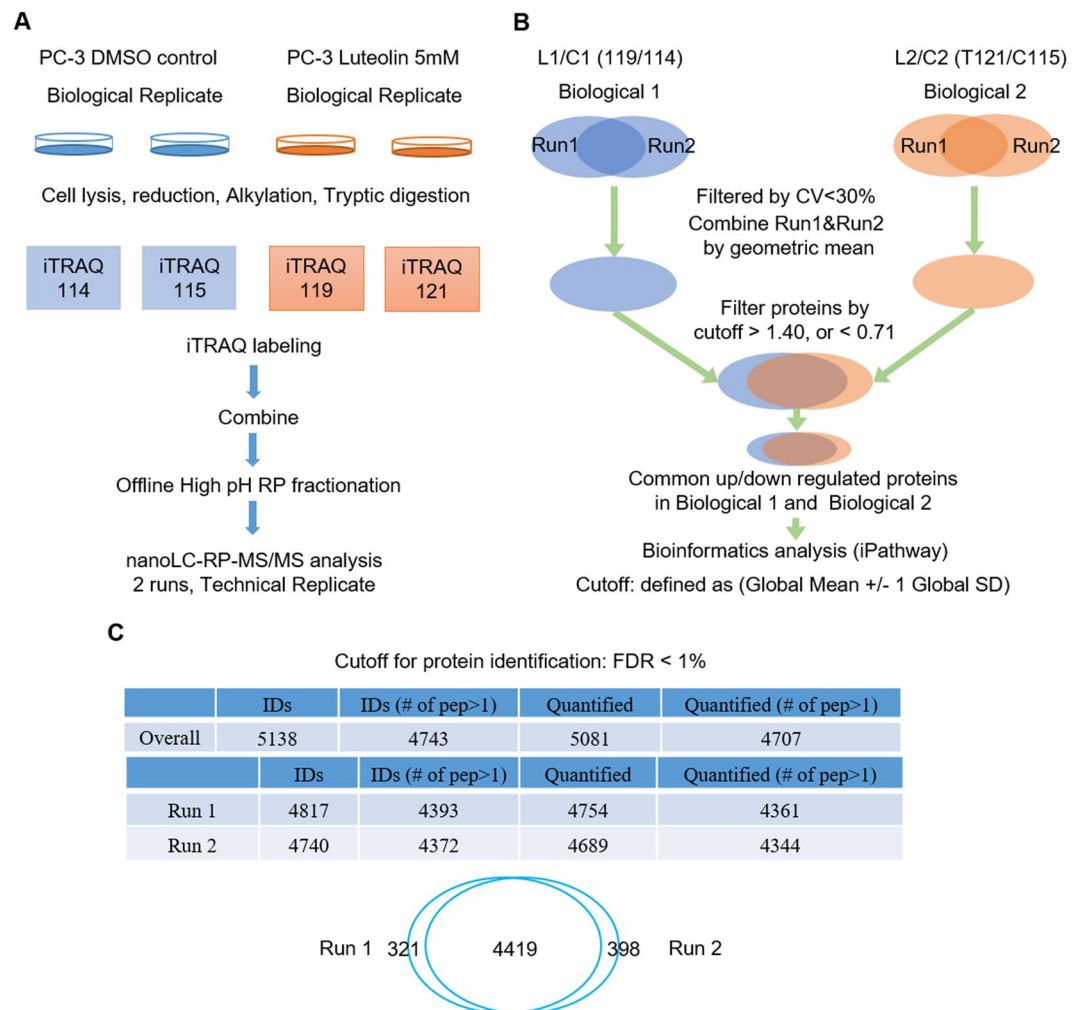 A
PC-3 DMSO control
PC-3 Luteolin 5mM
Biological Replicate
Biological Replicate
Cell lysis, reduction, Alkylation, Tryptic digestion
iTRAQ
114
iTRAQ
115
iTRAQ
119
iTRAQ
121
iTRAQ labeling
Combine
Offline High pH RP fractionation
nanoLC-RP-MS/MS analysis
2 runs, Technical Replicate
B
L1/C1 (119/114)
L2/C2 (T121/C115)
Biological 1
Biological 2
Run1
Run2
Run1
Run2
Filtered by CV<30%
Combine Run1&Run2
by geometric mean
Filter proteins by
cutoff > 1.40, or < 0.71
Common up/down regulated proteins
in Biological 1 and Biological 2
Bioinformatics analysis (iPathway)
Cutoff: defined as (Global Mean +/- 1 Global SD)
C
Cutoff for protein identification: FDR < 1%
IDs IDs (# of pep>1) Quantified Quantified (# of pep>1)
Overall 5138 4743 5081 4707
IDs IDs (# of pep>1) Quantified Quantified (# of pep>1)
Run 1 4817 4393 4754 4361
Run 2 4740 4372 4689 4344
Run 1 321 4419 398 Run 2